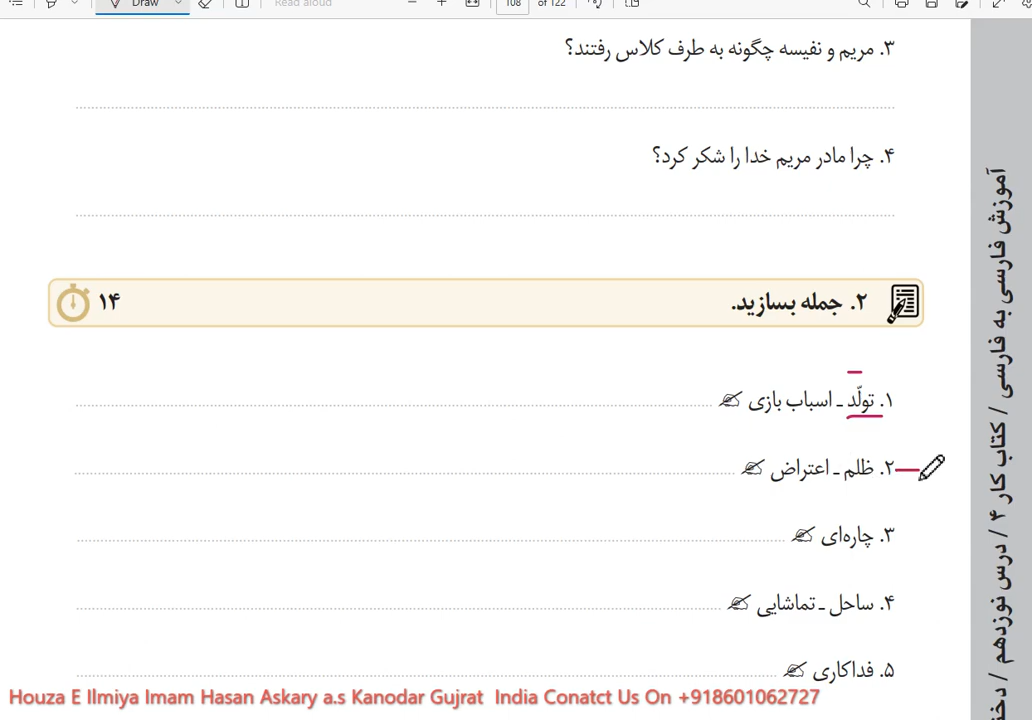 Draw
Read aloud
108 of 122
۳. مریم و نفیسه چگونه به طرف کلاس رفتند؟
۴. چرا مادر مریم خدا را شکر کرد؟
۲. جمله بسازید.
۱۴
۱. تولّد ـ اسباب بازی
۲. ظلم ـ اعتراض
۳. چاره‌ای
۴. ساحل ـ تماشایی
۵. فداکاری
آموزش فارسی به فارسی / کتاب کار ۴ / درس نوزدهم /
Houza E Ilmiya Imam Hasan Askary a.s Kanodar Gujrat India Conatct Us On +918601062727